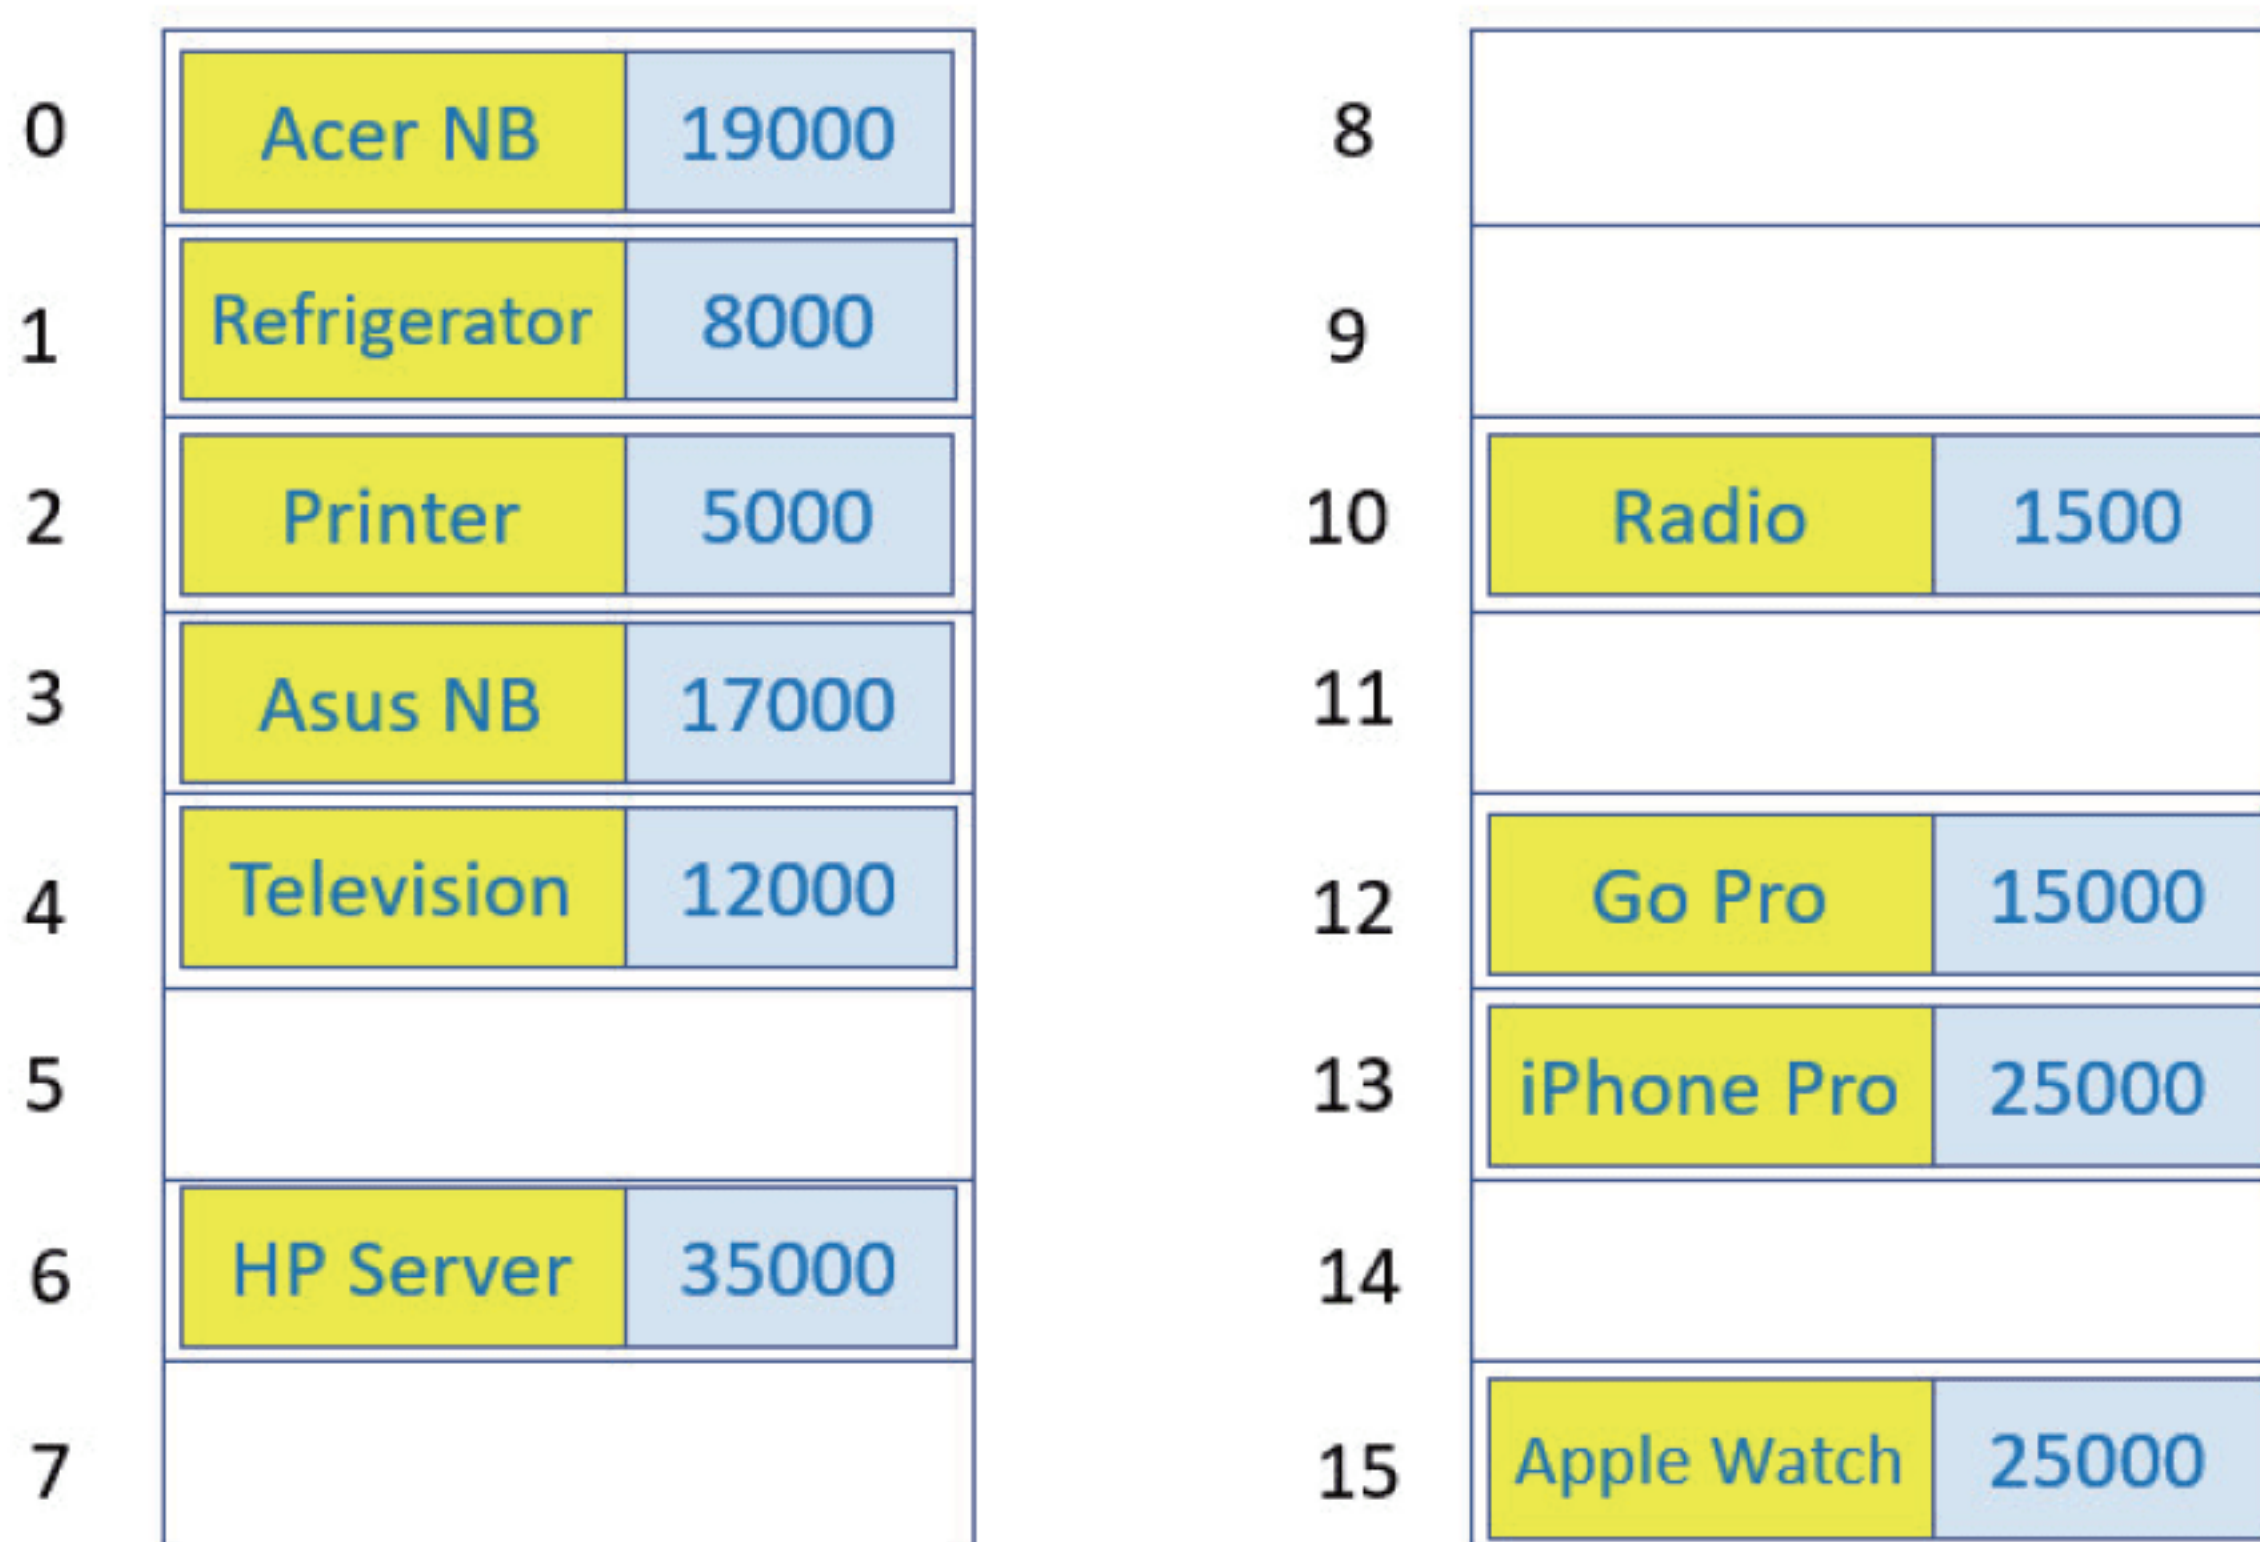 0 Acer NB 19000
1 Refrigerator 8000
2 Printer 5000
3 Asus NB 17000
4 Television 12000
5
6 HP Server 35000
7
8
9
10 Radio 1500
11
12 Go Pro 15000
13 iPhone Pro 25000
14
15 Apple Watch 25000